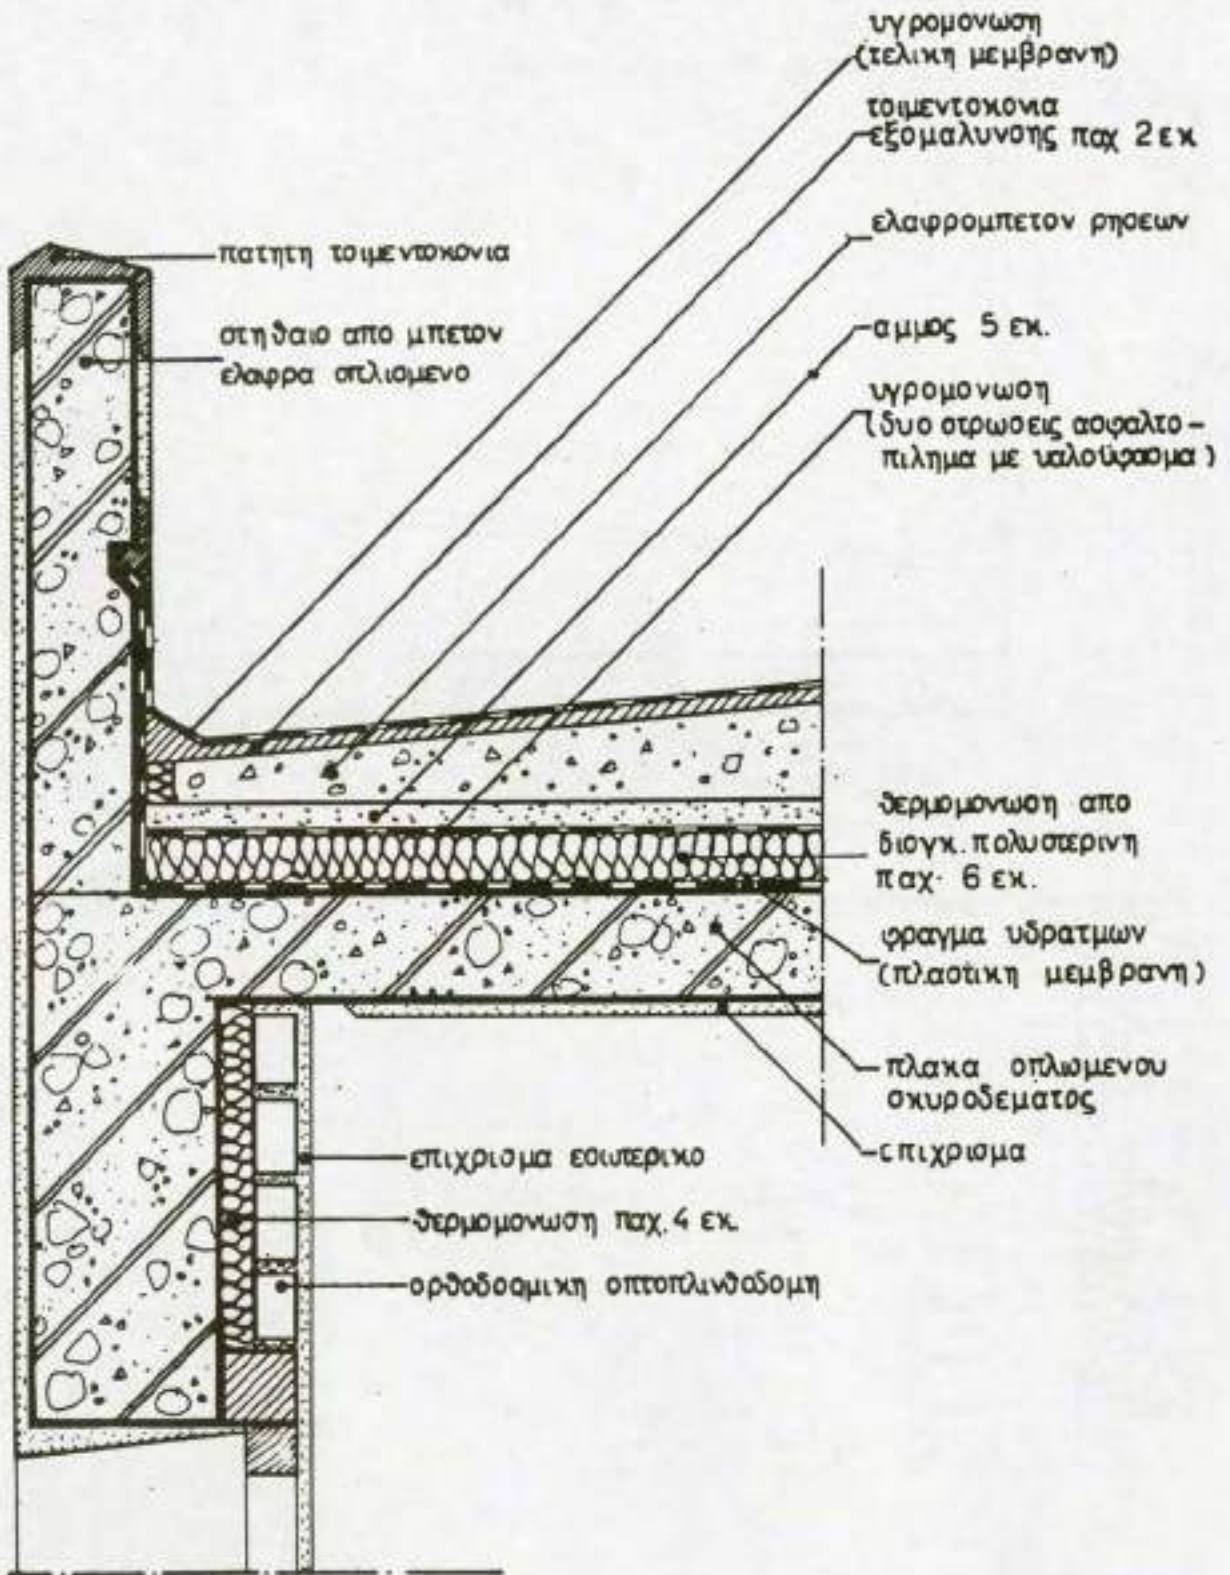 υγρομονωση
(τελικη μεμβρανη)
τσιμεντοκονια
εξομαλυνσης παχ 2 εκ
ελαφρομπετον ρησεων
αμμος 5 εκ.
υγρομονωση
(δυο στρωσεις ασφαλτο-
πιλημα με υαλοϋφασμα)
πατητη τσιμεντοκονια
στηθαιο απο μπετον
ελαφρα οπλισμενο
θερμομονωση απο
διογκ. πολυστερινη
παχ. 6 εκ.
φραγμα υδρατμων
(πλαστικη μεμβρανη)
πλακα οπλωμενου
σκυροδεματος
επιχρισμα
επιχρισμα εσωτερικο
θερμομονωση παχ. 4 εκ.
ορθοδρομικη οπτοπλινθοδομη